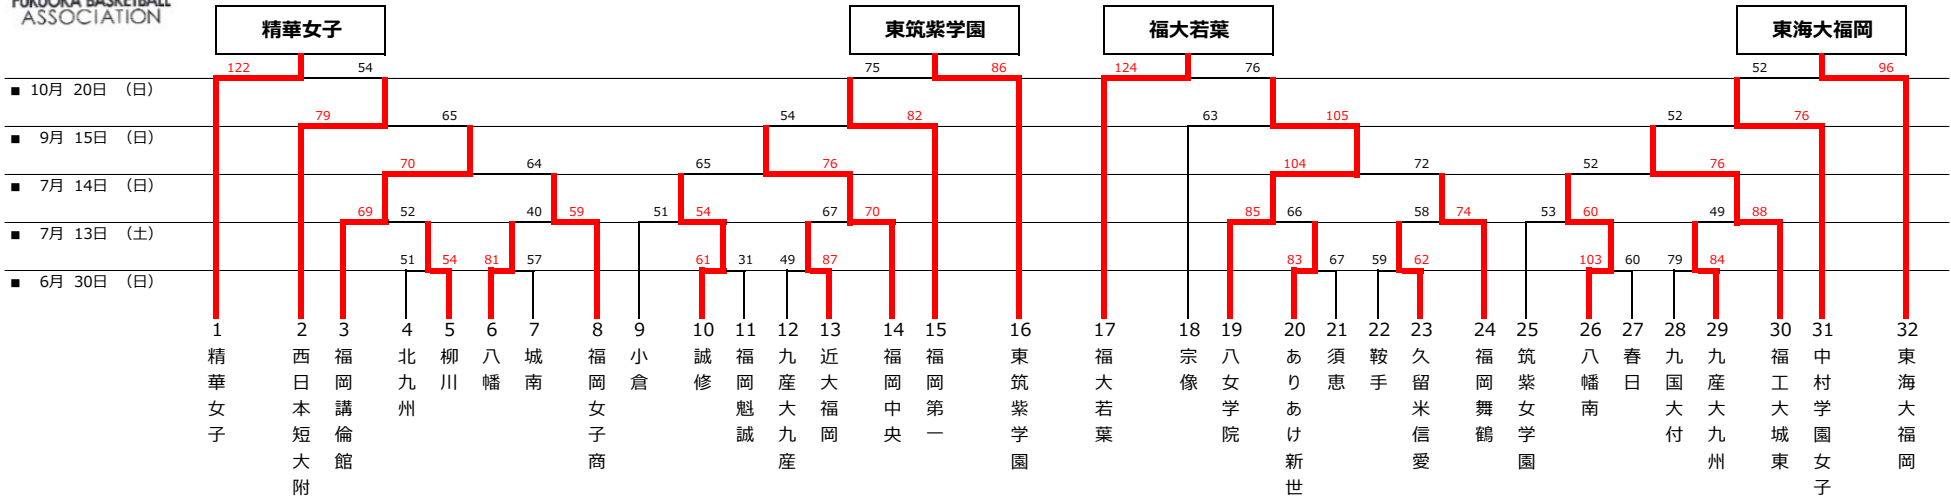 FUKUOKA BASKETBALL
ASSOCIATION
精華女子 東筑紫学園 福大若葉 東海大福岡
122 54 75 86 124 76 52 96
■ 10月 20日 （日）
79 65 54 82 63 105 52 76
■ 9月 15日 （日）
70 64 65 76 104 72 52 76
■ 7月 14日 （日）
69 52 40 59 51 54 67 70 85 66 58 74 53 60 49 88
■ 7月 13日 （土）
51 54 81 57 61 31 49 87 83 67 59 62 103 60 79 84
■ 6月 30日 （日）
1 2 3 4 5 6 7 8 9 10 11 12 13 14 15 16 17 18 19 20 21 22 23 24 25 26 27 28 29 30 31 32
精華女子
西日本短大附
福岡講倫館
北九州
柳川
八幡
城南
福岡女子商
小倉
誠修
福岡魁誠
九産大九産
近大福岡
福岡中央
福岡第一
東筑紫学園
福大若葉
宗像
八女学院
ありあけ新世
須恵
鞍手
久留米信愛
福岡舞鶴
筑紫女学園
八幡南
春日
九国大付
九産大九州
福工大城東
中村学園女子
東海大福岡